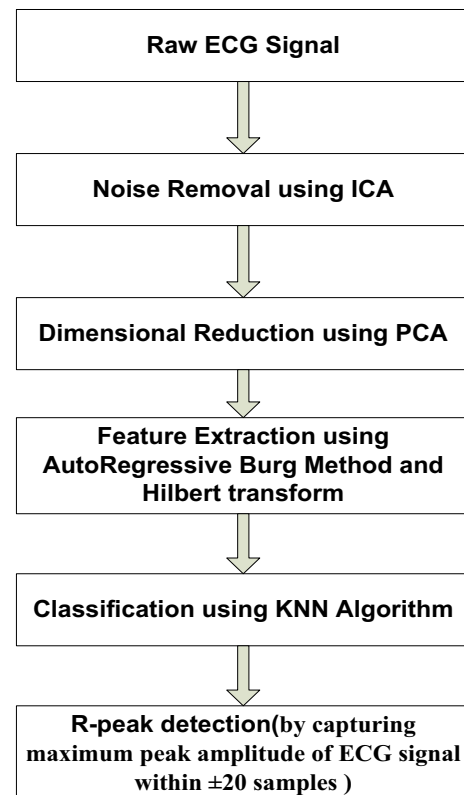 Raw ECG Signal
Noise Removal using ICA
Dimensional Reduction using PCA
Feature Extraction using
AutoRegressive Burg Method and
Hilbert transform
Classification using KNN Algorithm
R-peak detection(by capturing
maximum peak amplitude of ECG signal
within ±20 samples )